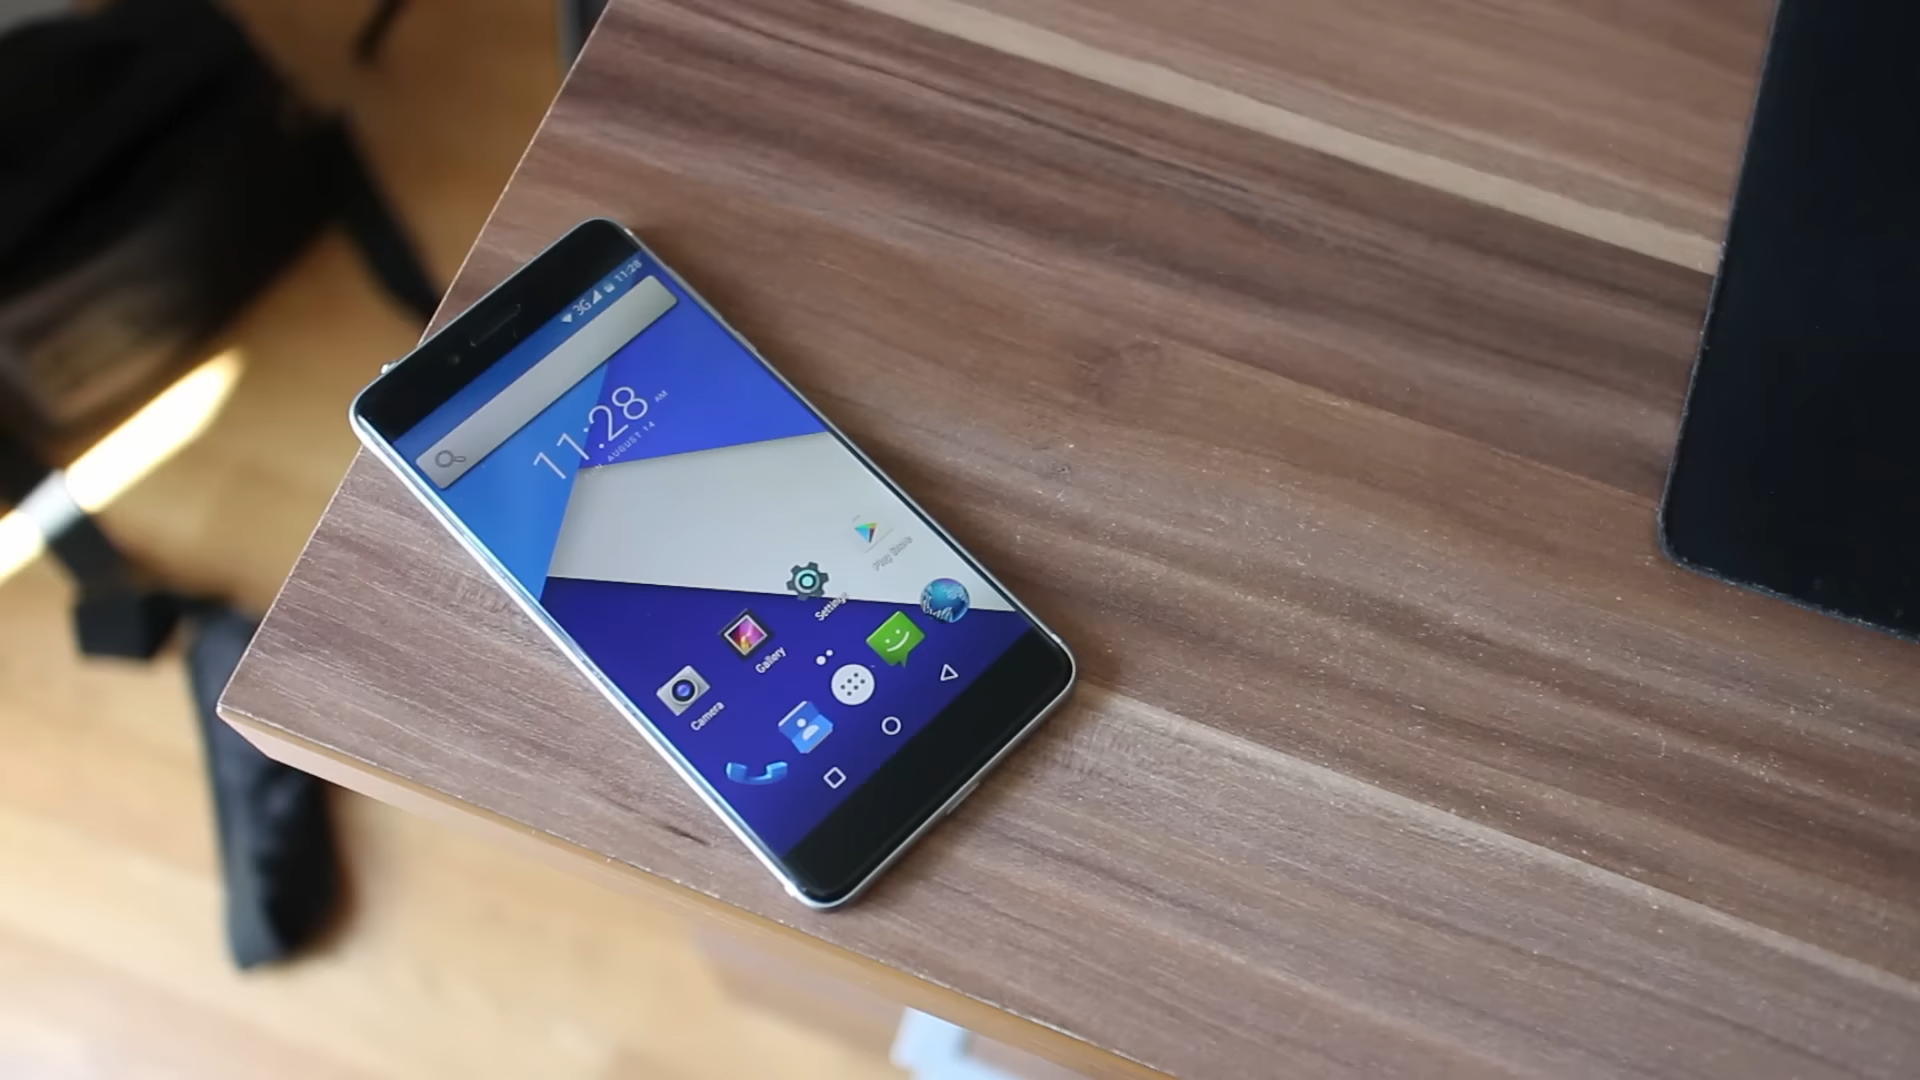 3G 11:28
11:28 AM
AUGUST 14
Play Store
Settings
Gallery
Camera